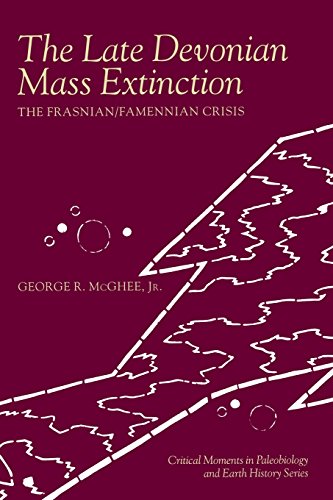 The Late Devonian
Mass Extinction
THE FRASNIAN/FAMENNIAN CRISIS
GEORGE R. McGHEE, JR.
Critical Moments in Paleobiology
and Earth History Series